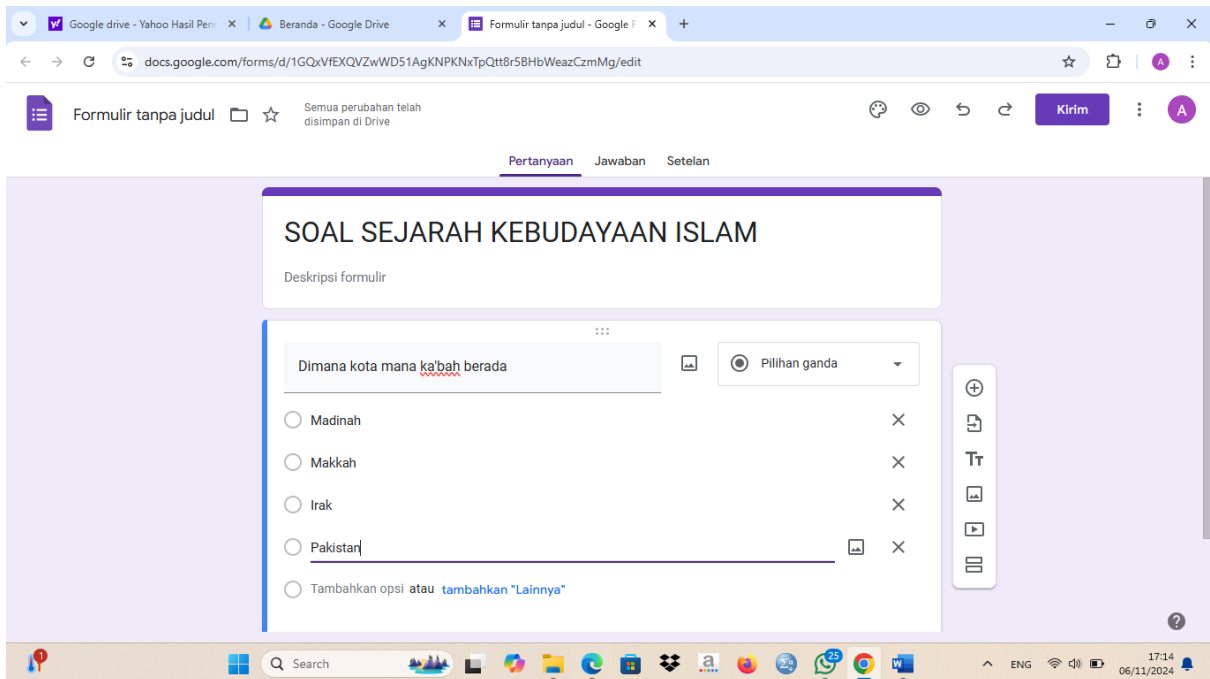 Google drive - Yahoo Hasil Penc
Beranda - Google Drive
Formulir tanpa judul - Google F
docs.google.com/forms/d/1GQxVfEXQVZwWD51AgKNPKNxTpQtt8r5BHbWeazCzmMg/edit
A
Formulir tanpa judul
Semua perubahan telah
disimpan di Drive
Kirim
A
Pertanyaan Jawaban Setelan
SOAL SEJARAH KEBUDAYAAN ISLAM
Deskripsi formulir
Dimana kota mana ka'bah berada
Pilihan ganda
Madinah
Makkah
Irak
Pakistan
Tambahkan opsi atau tambahkan "Lainnya"
1
Search
a
25
W
ENG
17:14
06/11/2024